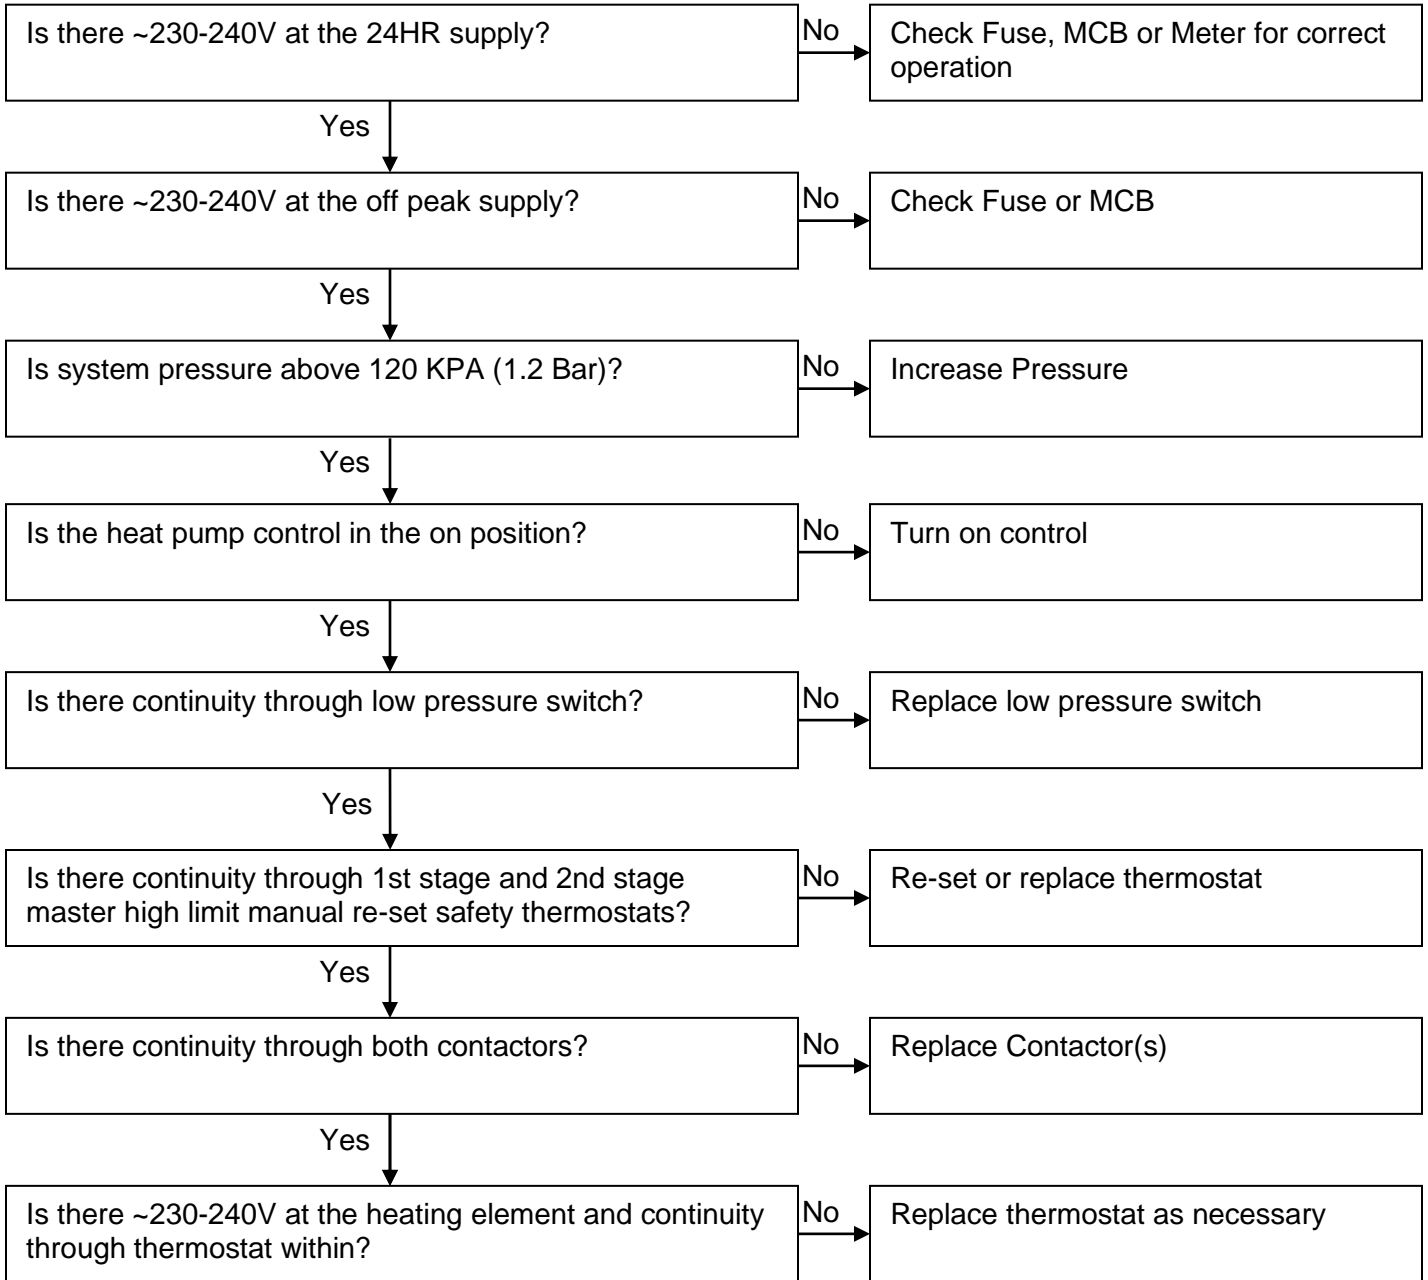 Is there ~230-240V at the 24HR supply?
No
Check Fuse, MCB or Meter for correct
operation
Yes
Is there ~230-240V at the off peak supply?
No
Check Fuse or MCB
Yes
Is system pressure above 120 KPA (1.2 Bar)?
No
Increase Pressure
Yes
Is the heat pump control in the on position?
No
Turn on control
Yes
Is there continuity through low pressure switch?
No
Replace low pressure switch
Yes
Is there continuity through 1st stage and 2nd stage
master high limit manual re-set safety thermostats?
No
Re-set or replace thermostat
Yes
Is there continuity through both contactors?
No
Replace Contactor(s)
Yes
Is there ~230-240V at the heating element and continuity
through thermostat within?
No
Replace thermostat as necessary